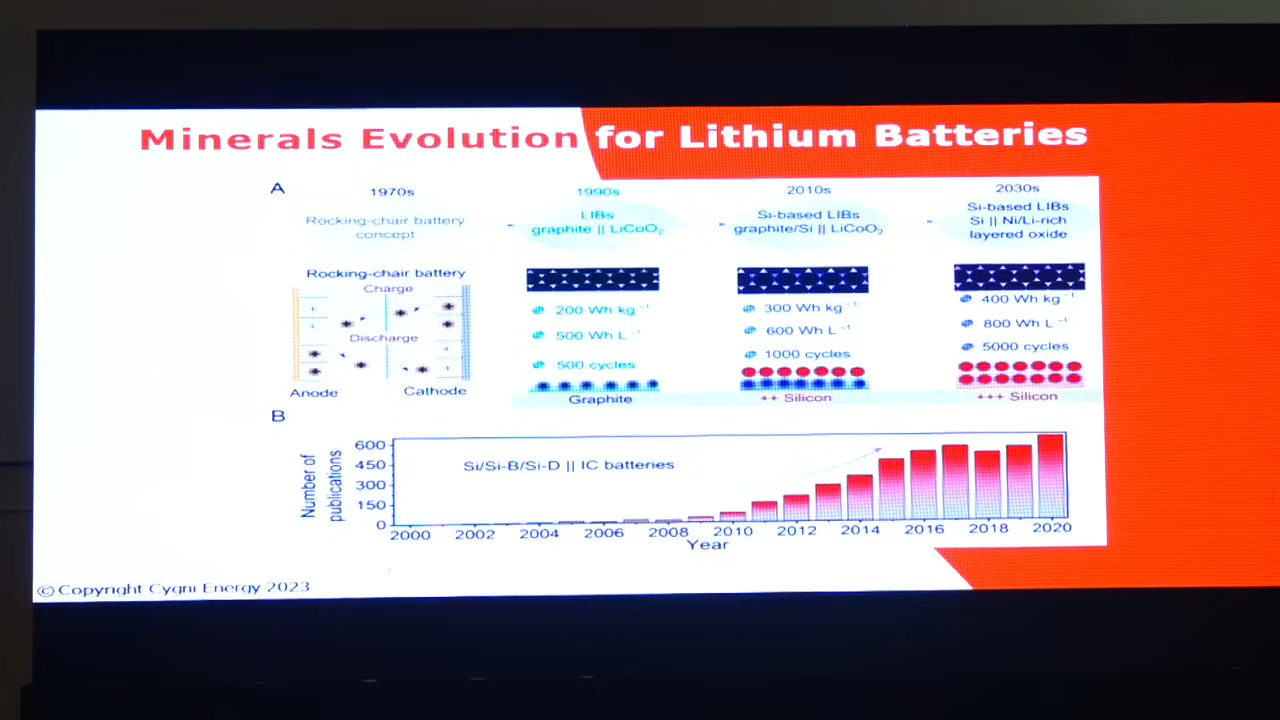 Minerals Evolution for Lithium Batteries
A
1970s
Rocking-chair battery
concept
1990s
LIBs
graphite || LiCoO₂
2010s
Si-based LIBs
graphite/Si || LiCoO₂
2030s
Si-based LIBs
Si || Ni/Li-rich
layered oxide
Rocking-chair battery
Charge
Discharge
Anode
Cathode
200 Wh kg⁻¹
500 Wh L⁻¹
500 cycles
Graphite
300 Wh kg⁻¹
600 Wh L⁻¹
1000 cycles
++ Silicon
400 Wh kg⁻¹
800 Wh L⁻¹
5000 cycles
+++ Silicon
B
Number of
publications
600
450
300
150
0
Si/Si-B/Si-D || IC batteries
2000 2002 2004 2006 2008 2010 2012 2014 2016 2018 2020
Year
© Copyright Cygni Energy 2023